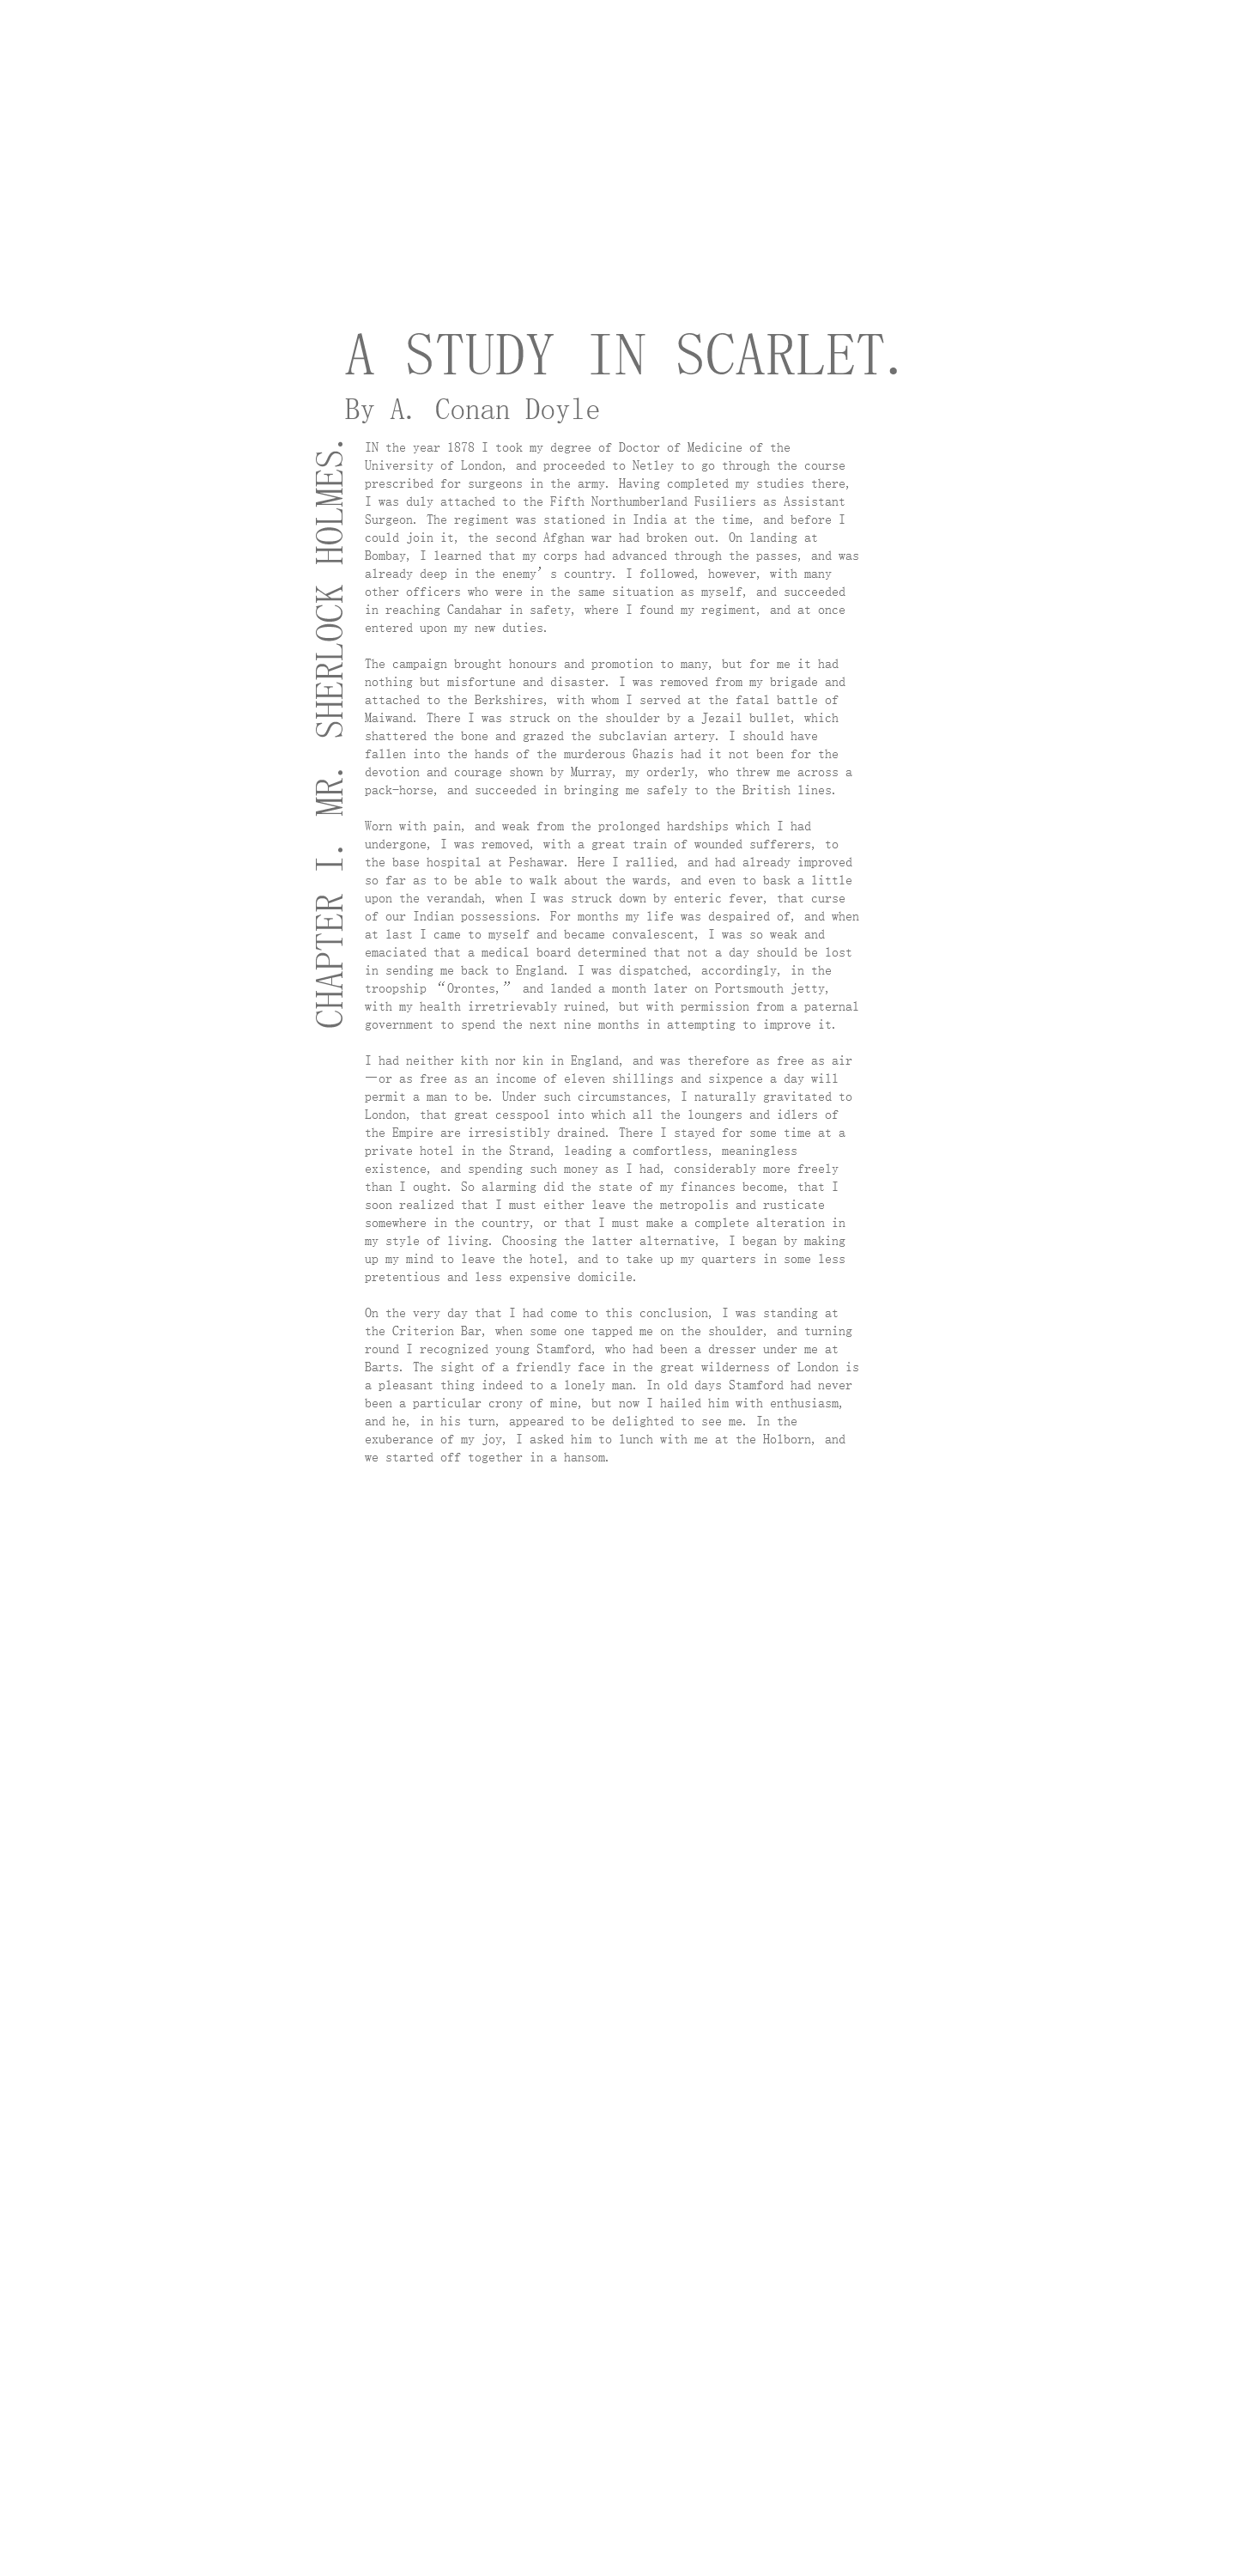 A STUDY IN SCARLET.
By A. Conan Doyle
CHAPTER I. MR. SHERLOCK HOLMES.
IN the year 1878 I took my degree of Doctor of Medicine of the
University of London, and proceeded to Netley to go through the course
prescribed for surgeons in the army. Having completed my studies there,
I was duly attached to the Fifth Northumberland Fusiliers as Assistant
Surgeon. The regiment was stationed in India at the time, and before I
could join it, the second Afghan war had broken out. On landing at
Bombay, I learned that my corps had advanced through the passes, and was
already deep in the enemy’s country. I followed, however, with many
other officers who were in the same situation as myself, and succeeded
in reaching Candahar in safety, where I found my regiment, and at once
entered upon my new duties.

The campaign brought honours and promotion to many, but for me it had
nothing but misfortune and disaster. I was removed from my brigade and
attached to the Berkshires, with whom I served at the fatal battle of
Maiwand. There I was struck on the shoulder by a Jezail bullet, which
shattered the bone and grazed the subclavian artery. I should have
fallen into the hands of the murderous Ghazis had it not been for the
devotion and courage shown by Murray, my orderly, who threw me across a
pack-horse, and succeeded in bringing me safely to the British lines.

Worn with pain, and weak from the prolonged hardships which I had
undergone, I was removed, with a great train of wounded sufferers, to
the base hospital at Peshawar. Here I rallied, and had already improved
so far as to be able to walk about the wards, and even to bask a little
upon the verandah, when I was struck down by enteric fever, that curse
of our Indian possessions. For months my life was despaired of, and when
at last I came to myself and became convalescent, I was so weak and
emaciated that a medical board determined that not a day should be lost
in sending me back to England. I was dispatched, accordingly, in the
troopship “Orontes,” and landed a month later on Portsmouth jetty,
with my health irretrievably ruined, but with permission from a paternal
government to spend the next nine months in attempting to improve it.

I had neither kith nor kin in England, and was therefore as free as air
—or as free as an income of eleven shillings and sixpence a day will
permit a man to be. Under such circumstances, I naturally gravitated to
London, that great cesspool into which all the loungers and idlers of
the Empire are irresistibly drained. There I stayed for some time at a
private hotel in the Strand, leading a comfortless, meaningless
existence, and spending such money as I had, considerably more freely
than I ought. So alarming did the state of my finances become, that I
soon realized that I must either leave the metropolis and rusticate
somewhere in the country, or that I must make a complete alteration in
my style of living. Choosing the latter alternative, I began by making
up my mind to leave the hotel, and to take up my quarters in some less
pretentious and less expensive domicile.

On the very day that I had come to this conclusion, I was standing at
the Criterion Bar, when some one tapped me on the shoulder, and turning
round I recognized young Stamford, who had been a dresser under me at
Barts. The sight of a friendly face in the great wilderness of London is
a pleasant thing indeed to a lonely man. In old days Stamford had never
been a particular crony of mine, but now I hailed him with enthusiasm,
and he, in his turn, appeared to be delighted to see me. In the
exuberance of my joy, I asked him to lunch with me at the Holborn, and
we started off together in a hansom.